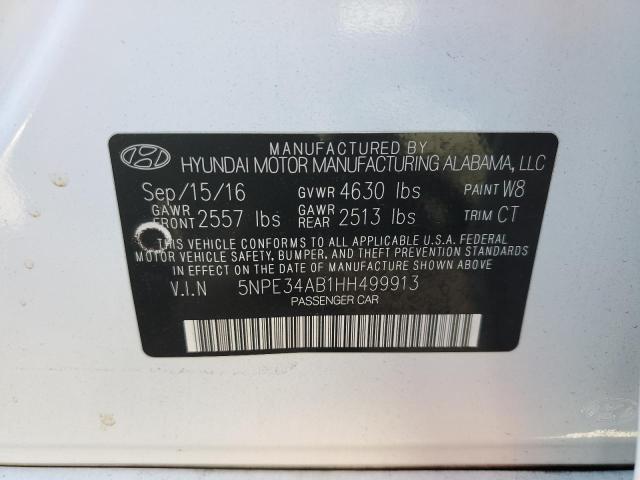 MANUFACTURED BY
HYUNDAI MOTOR MANUFACTURING ALABAMA, LLC
Sep/15/16 GVWR 4630 lbs PAINT W8
GAWR FRONT 2557 lbs GAWR REAR 2513 lbs TRIM CT
THIS VEHICLE CONFORMS TO ALL APPLICABLE U.S.A. FEDERAL
MOTOR VEHICLE SAFETY, BUMPER, AND THEFT PREVENTION STANDARDS
IN EFFECT ON THE DATE OF MANUFACTURE SHOWN ABOVE.
V.I.N 5NPE34AB1HH499913
PASSENGER CAR